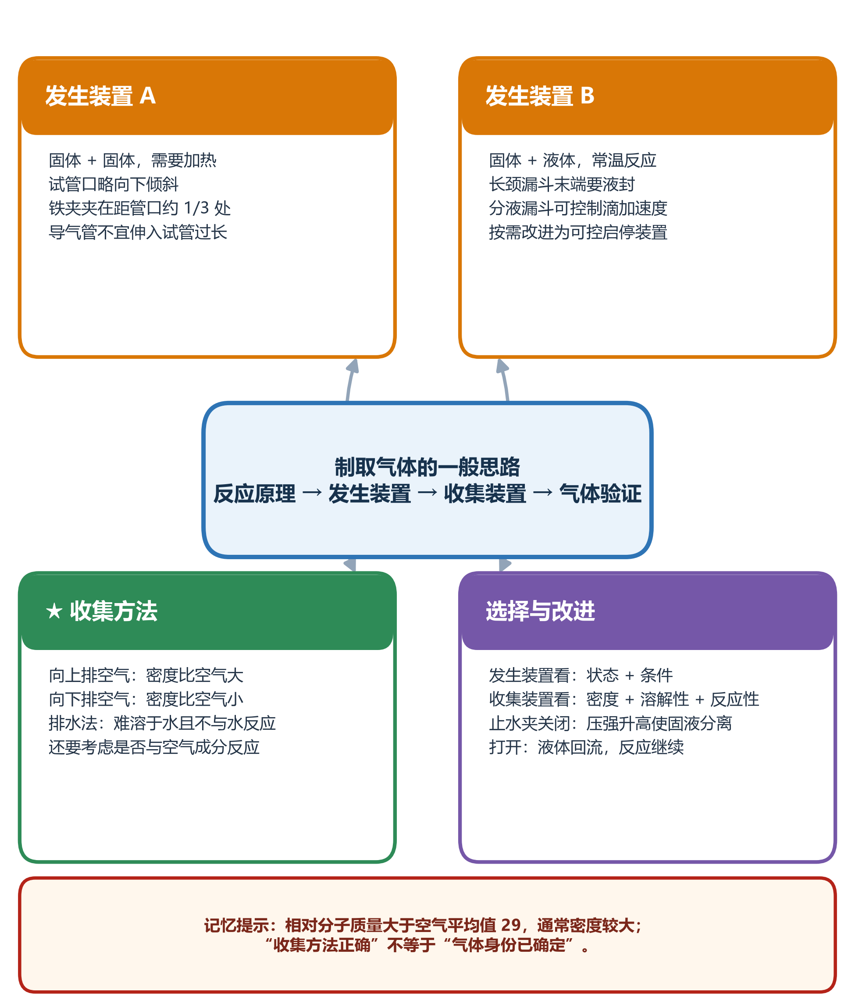 发生装置 A
固体 + 固体，需要加热
试管口略向下倾斜
铁夹夹在距管口约 1/3 处
导气管不宜伸入试管过长
发生装置 B
固体 + 液体，常温反应
长颈漏斗末端要液封
分液漏斗可控制滴加速度
按需改进为可控启停装置
制取气体的一般思路
反应原理 → 发生装置 → 收集装置 → 气体验证
★ 收集方法
向上排空气：密度比空气大
向下排空气：密度比空气小
排水法：难溶于水且不与水反应
还要考虑是否与空气成分反应
选择与改进
发生装置看：状态 + 条件
收集装置看：密度 + 溶解性 + 反应性
止水夹关闭：压强升高使固液分离
打开：液体回流，反应继续
记忆提示：相对分子质量大于空气平均值 29，通常密度较大；
“收集方法正确”不等于“气体身份已确定”。